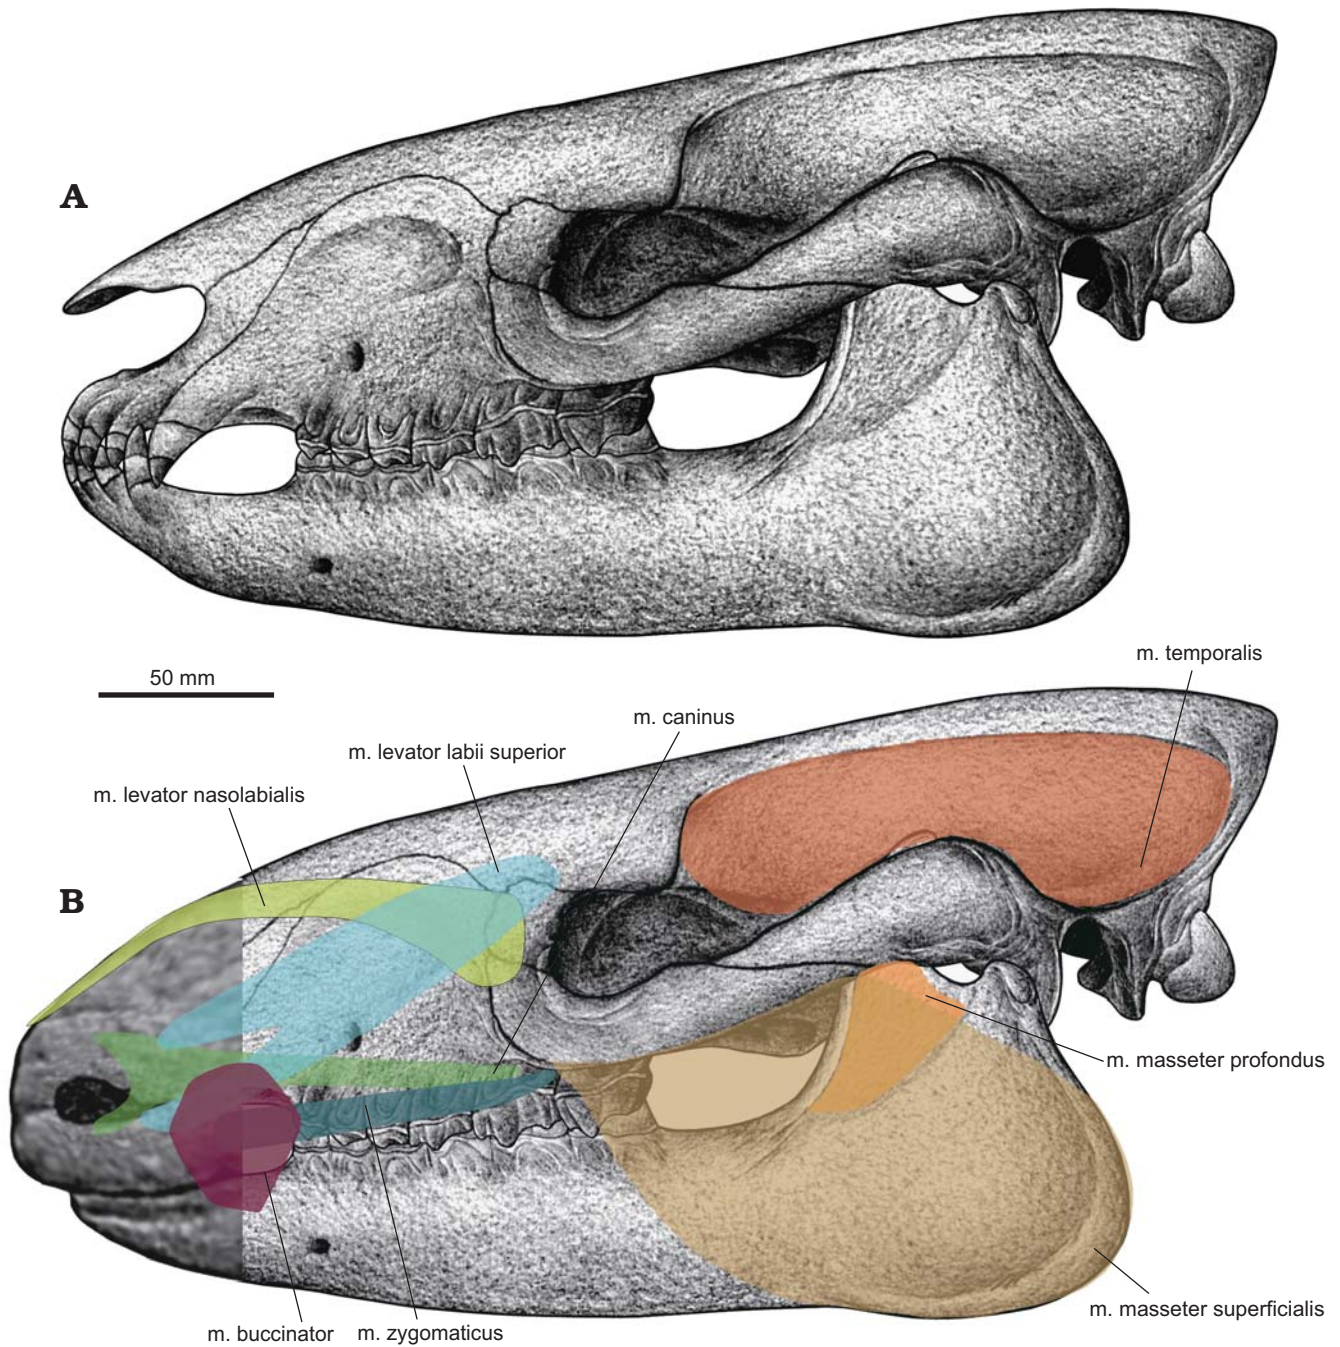 A
50 mm
m. temporalis
m. caninus
m. levator labii superior
m. levator nasolabialis
B
m. masseter profondus
m. masseter superficialis
m. buccinator
m. zygomaticus